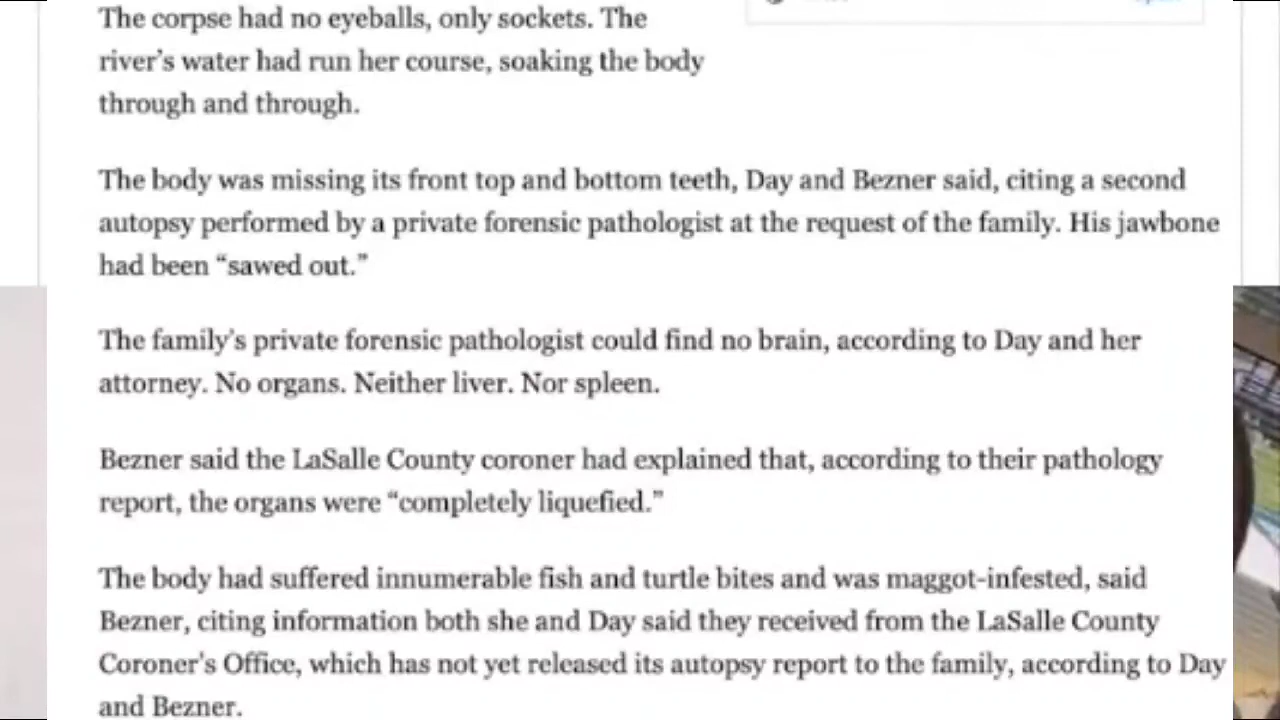 The corpse had no eyeballs, only sockets. The
river’s water had run her course, soaking the body
through and through.
The body was missing its front top and bottom teeth, Day and Bezner said, citing a second
autopsy performed by a private forensic pathologist at the request of the family. His jawbone
had been “sawed out.”
The family’s private forensic pathologist could find no brain, according to Day and her
attorney. No organs. Neither liver. Nor spleen.
Bezner said the LaSalle County coroner had explained that, according to their pathology
report, the organs were “completely liquefied.”
The body had suffered innumerable fish and turtle bites and was maggot-infested, said
Bezner, citing information both she and Day said they received from the LaSalle County
Coroner’s Office, which has not yet released its autopsy report to the family, according to Day
and Bezner.